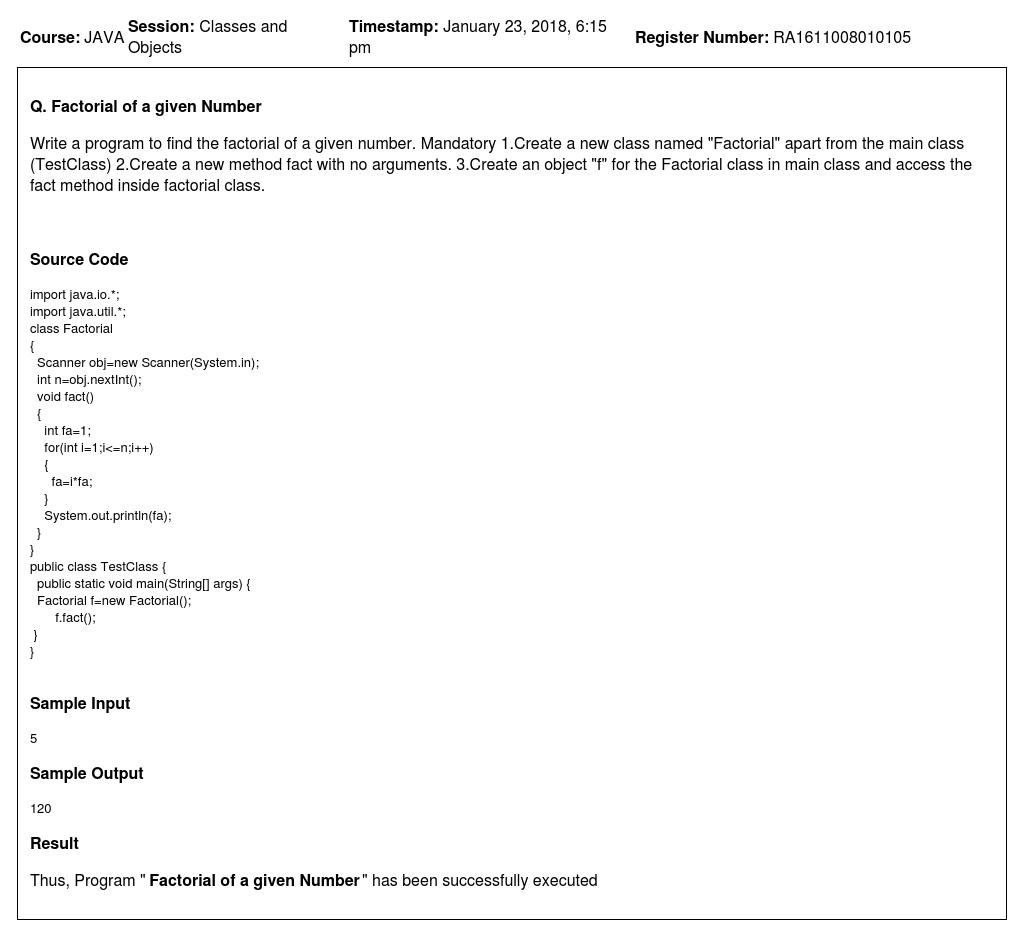 Course: JAVA Session: Classes and Objects Timestamp: January 23, 2018, 6:15 pm Register Number: RA1611008010105
Q. Factorial of a given Number
Write a program to find the factorial of a given number. Mandatory 1.Create a new class named "Factorial" apart from the main class
(TestClass) 2.Create a new method fact with no arguments. 3.Create an object "f" for the Factorial class in main class and access the
fact method inside factorial class.
Source Code
import java.io.*;
import java.util.*;
class Factorial
{
  Scanner obj=new Scanner(System.in);
  int n=obj.nextInt();
  void fact()
  {
    int fa=1;
    for(int i=1;i<=n;i++)
    {
      fa=i*fa;
    }
    System.out.println(fa);
  }
}
public class TestClass {
  public static void main(String[] args) {
  Factorial f=new Factorial();
       f.fact();
 }
}
Sample Input
5
Sample Output
120
Result
Thus, Program " Factorial of a given Number " has been successfully executed